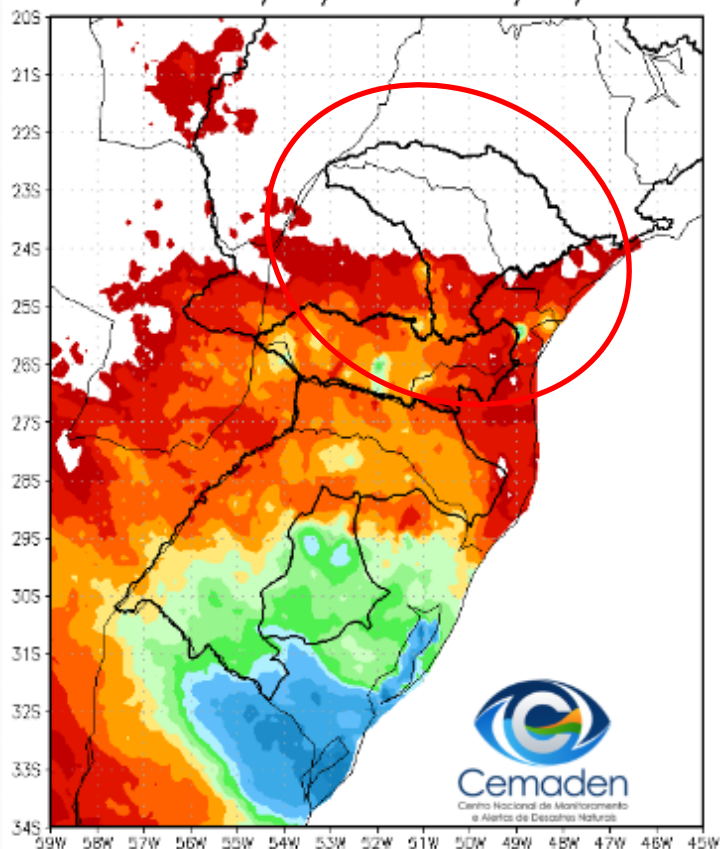 20S
21S
22S
23S
24S
25S
26S
27S
28S
29S
30S
31S
32S
33S
34S
59W 58W 57W 56W 55W 54W 53W 52W 51W 50W 49W 48W 47W 46W 45W
Cemaden
Centro Nacional de Monitoramento
e Alertas de Desastres Naturais